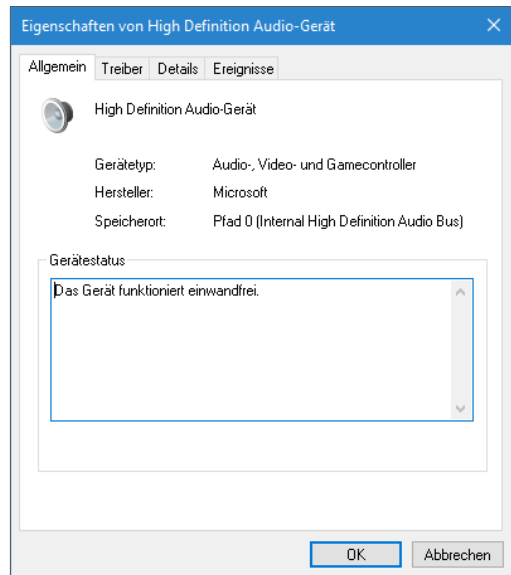 Eigenschaften von High Definition Audio-Gerät
Allgemein Treiber Details Ereignisse
High Definition Audio-Gerät
Gerätetyp: Audio-, Video- und Gamecontroller
Hersteller: Microsoft
Speicherort: Pfad 0 (Internal High Definition Audio Bus)
Gerätestatus
Das Gerät funktioniert einwandfrei.
OK Abbrechen